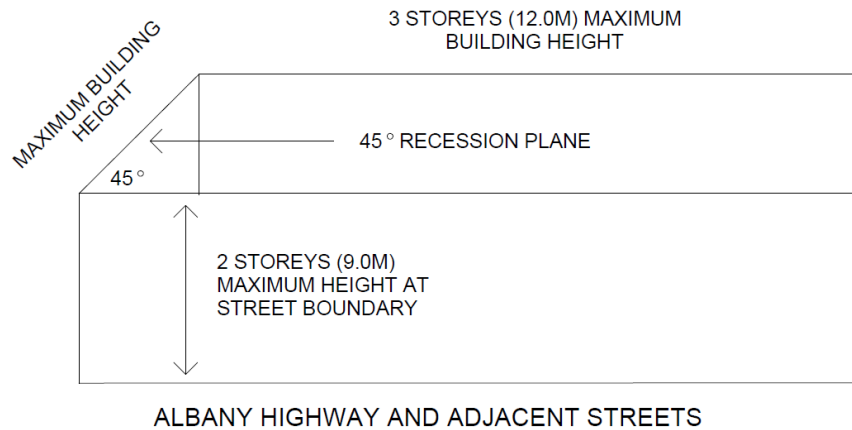 3 STOREYS (12.0M) MAXIMUM
BUILDING HEIGHT
MAXIMUM BUILDING
HEIGHT
45° RECESSION PLANE
45°
2 STOREYS (9.0M)
MAXIMUM HEIGHT AT
STREET BOUNDARY
ALBANY HIGHWAY AND ADJACENT STREETS